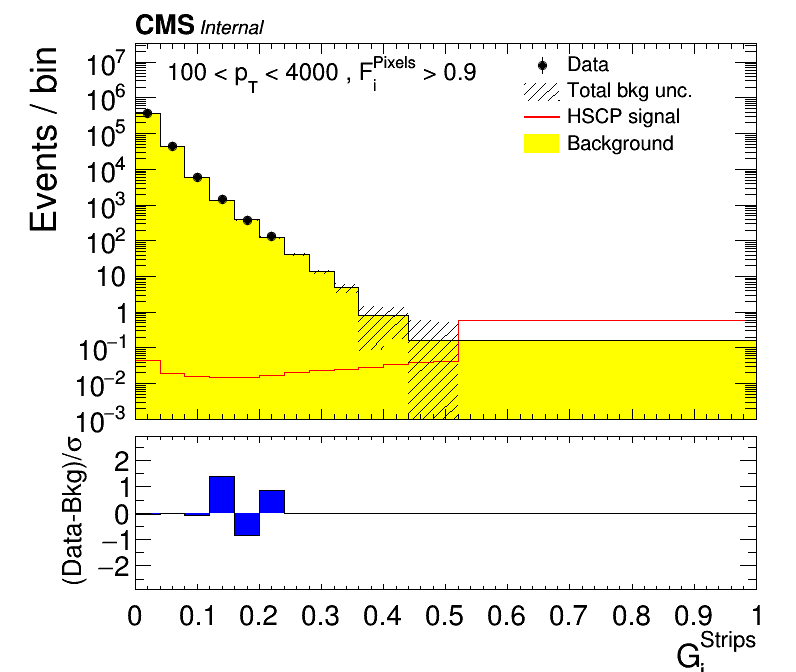 CMS Internal
100 < p_T < 4000 , F_i^Pixels > 0.9
Data
Total bkg unc.
HSCP signal
Background
Events / bin
10^7
10^6
10^5
10^4
10^3
10^2
10
1
10^−1
10^−2
10^−3
(Data-Bkg)/σ
2
1
0
−1
−2
0 0.1 0.2 0.3 0.4 0.5 0.6 0.7 0.8 0.9 1
G_i^Strips